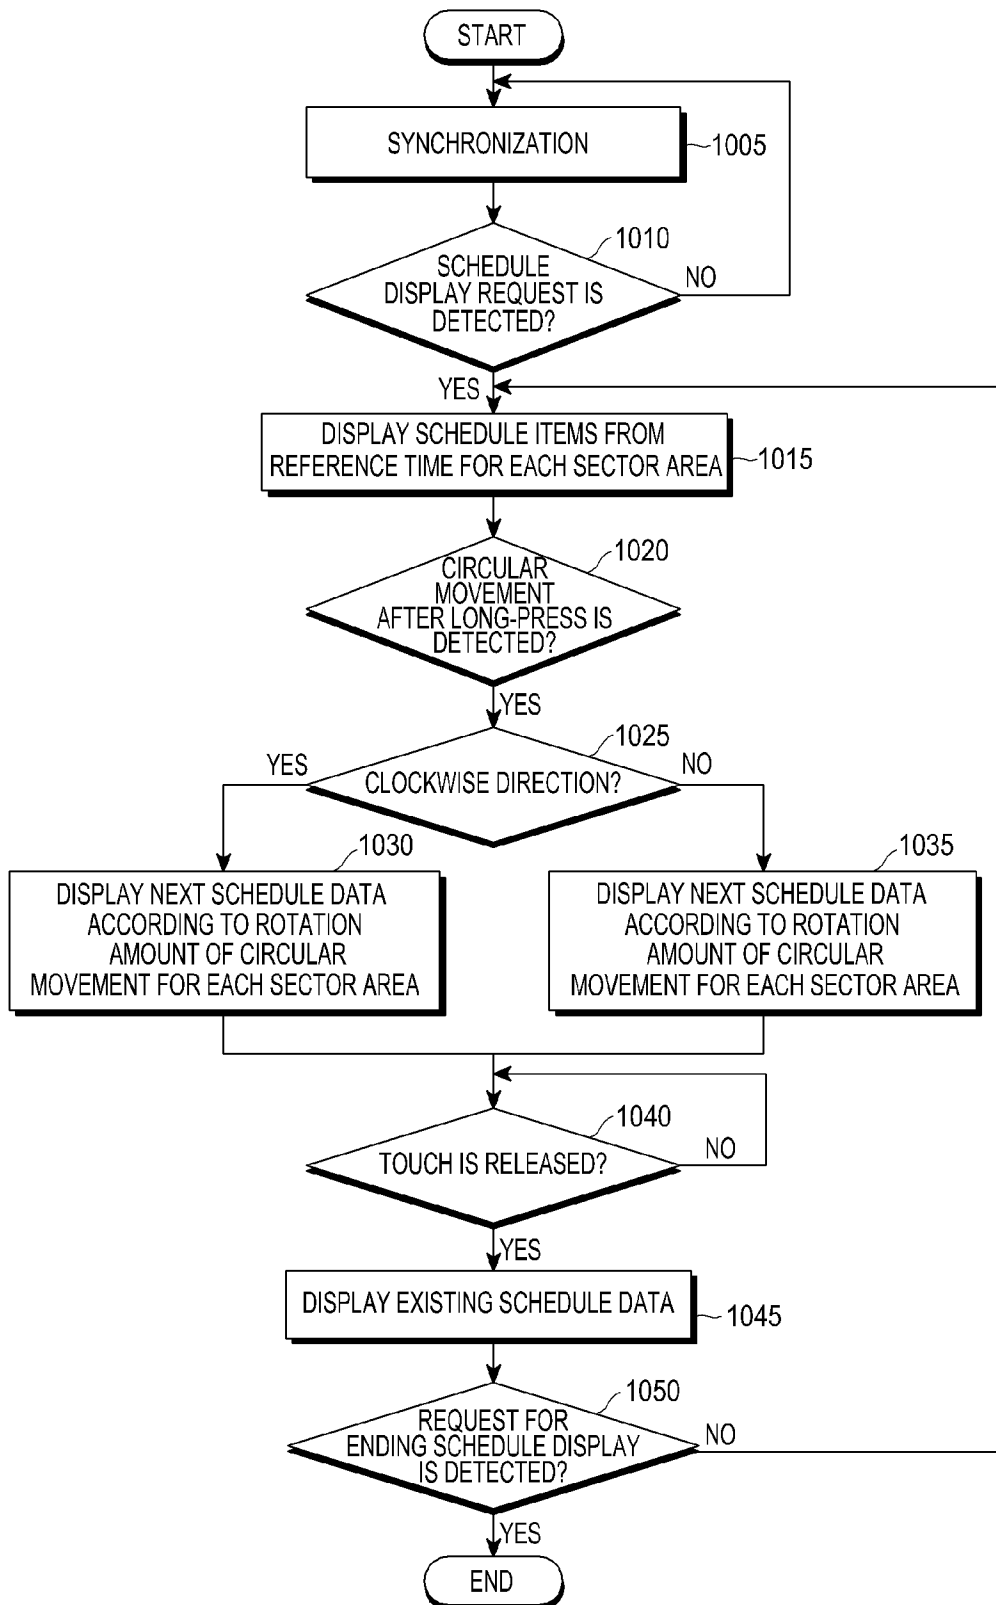 START
SYNCHRONIZATION
1005
1010
SCHEDULE
DISPLAY REQUEST IS
DETECTED?
NO
YES
DISPLAY SCHEDULE ITEMS FROM
REFERENCE TIME FOR EACH SECTOR AREA
1015
1020
CIRCULAR
MOVEMENT
AFTER LONG-PRESS IS
DETECTED?
YES
1025
YES
CLOCKWISE DIRECTION?
NO
1030
DISPLAY NEXT SCHEDULE DATA
ACCORDING TO ROTATION
AMOUNT OF CIRCULAR
MOVEMENT FOR EACH SECTOR AREA
1035
DISPLAY NEXT SCHEDULE DATA
ACCORDING TO ROTATION
AMOUNT OF CIRCULAR
MOVEMENT FOR EACH SECTOR AREA
1040
TOUCH IS RELEASED?
NO
YES
DISPLAY EXISTING SCHEDULE DATA
1045
1050
REQUEST FOR
ENDING SCHEDULE DISPLAY
IS DETECTED?
NO
YES
END